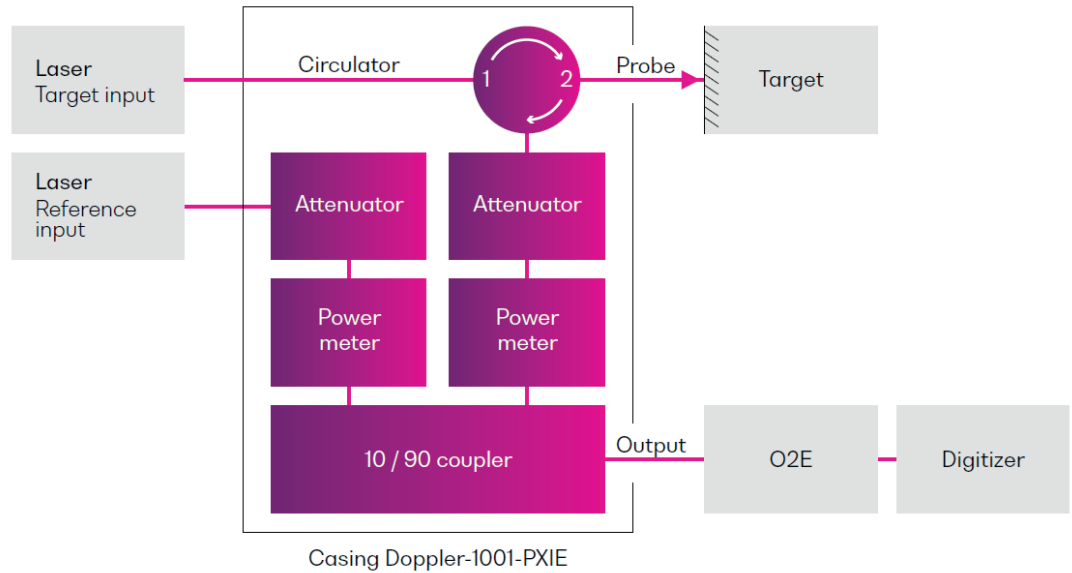 Laser
Target input
Circulator
1
2
Probe
Target
Laser
Reference
input
Attenuator
Attenuator
Power
meter
Power
meter
10 / 90 coupler
Output
O2E
Digitizer
Casing Doppler-1001-PXIE